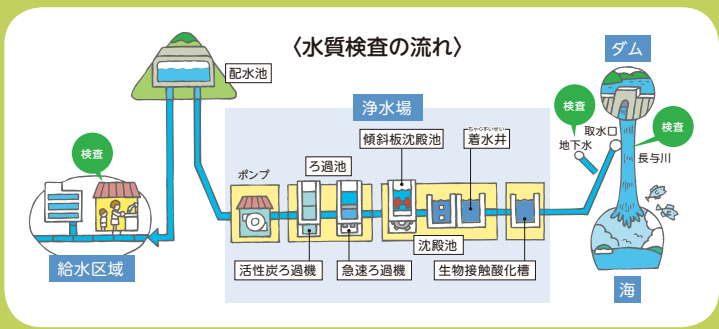 〈水質検査の流れ〉
配水池
検査
給水区域
浄水場
ポンプ
ろ過池
傾斜板沈殿池
ちゃくすいせい
着水井
活性炭ろ過機
急速ろ過機
沈殿池
生物接触酸化槽
ダム
検査
地下水
取水口
検査
長与川
海